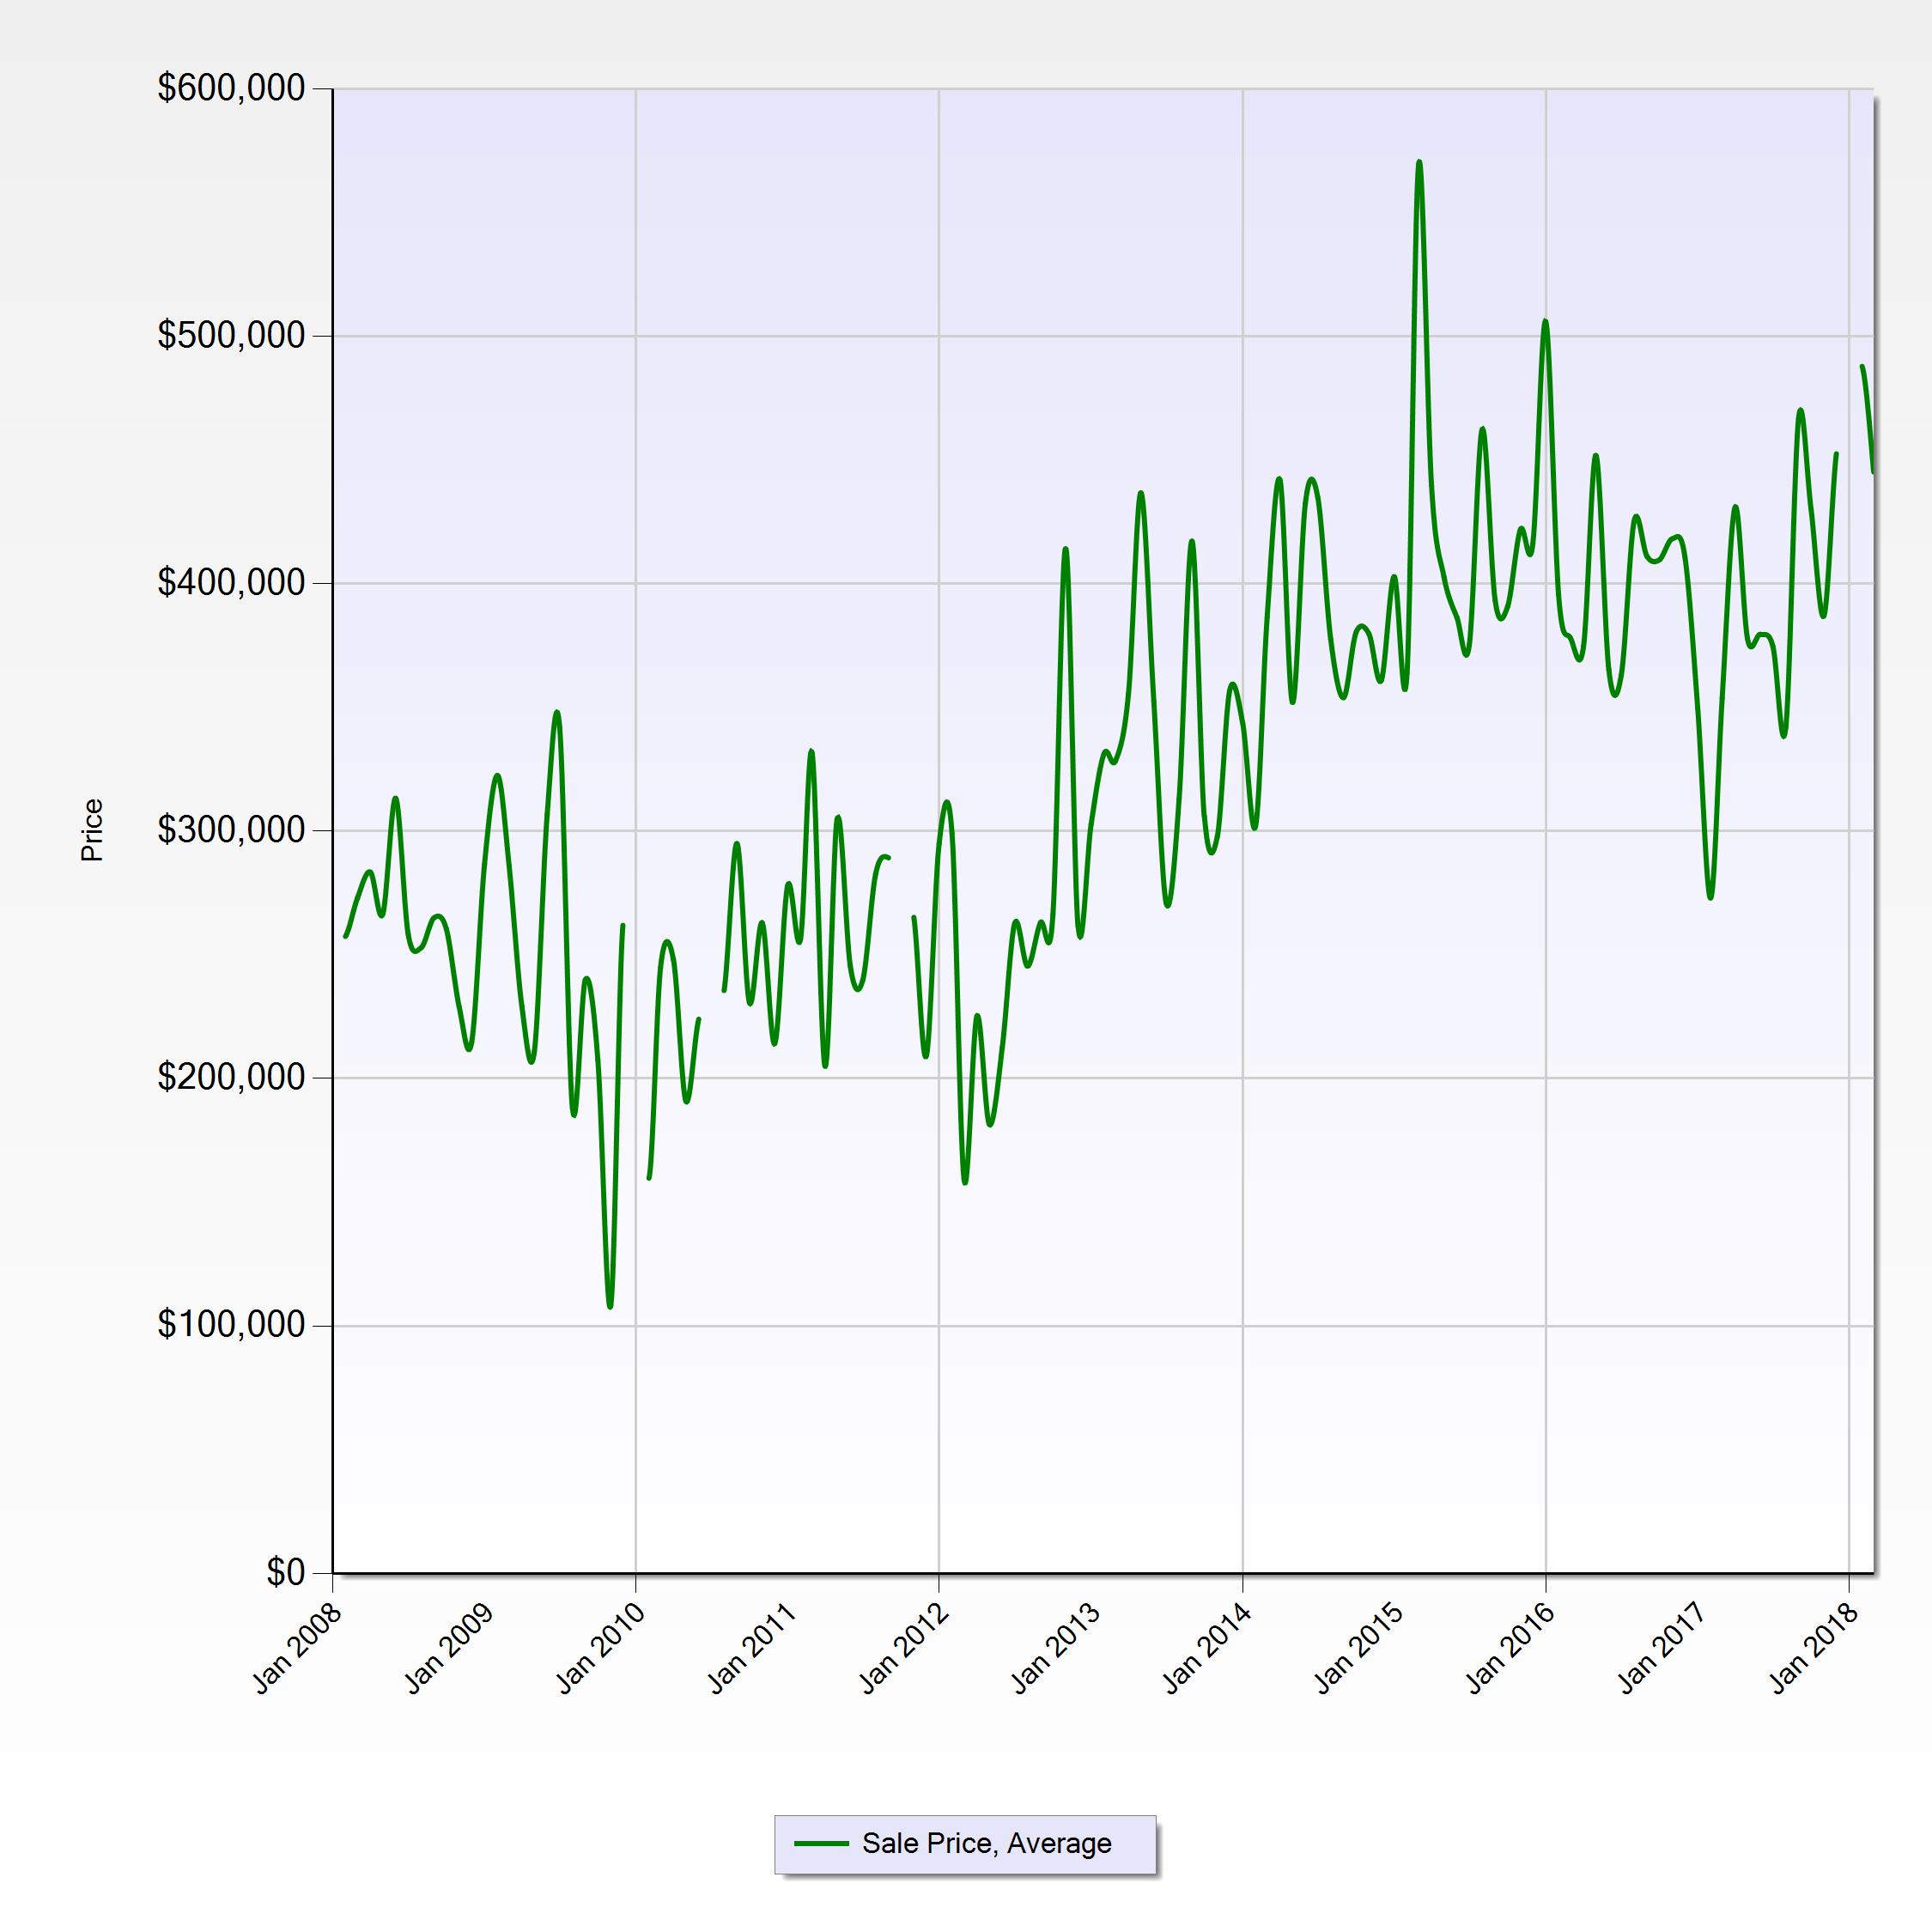 $600,000
$500,000
$400,000
Price
$300,000
$200,000
$100,000
$0
Jan 2008
Jan 2009
Jan 2010
Jan 2011
Jan 2012
Jan 2013
Jan 2014
Jan 2015
Jan 2016
Jan 2017
Jan 2018
Sale Price, Average